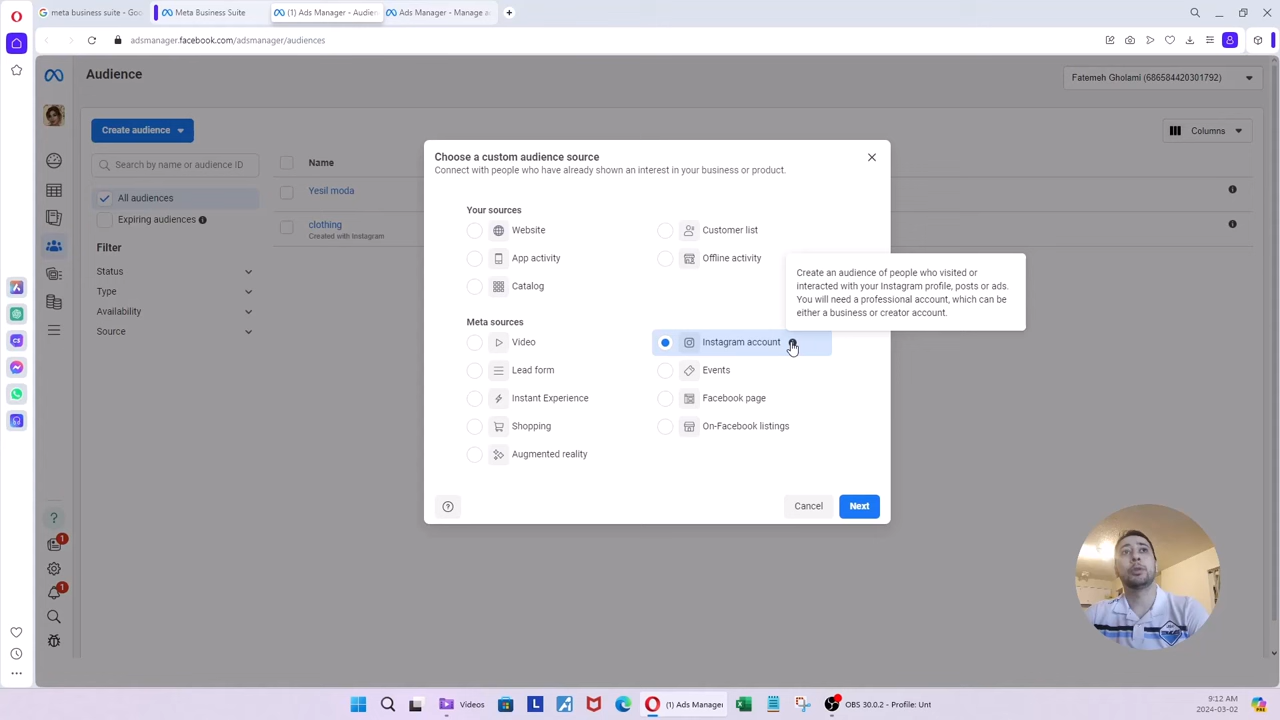 meta business suite - Goo
Meta Business Suite
(1) Ads Manager - Audien
Ads Manager - Manage a
adsmanager.facebook.com/adsmanager/audiences
Audience
Fatemeh Gholami (686584420301792)
Create audience
Columns
Search by name or audience ID
Name
All audiences
Yesil moda
Expiring audiences
clothing
Created with Instagram
Filter
Status
Type
Availability
Source
Choose a custom audience source
Connect with people who have already shown an interest in your business or product.
Your sources
Website
Customer list
App activity
Offline activity
Catalog
Create an audience of people who visited or
interacted with your Instagram profile, posts or ads.
You will need a professional account, which can be
either a business or creator account.
Meta sources
Video
Instagram account
Lead form
Events
Instant Experience
Facebook page
Shopping
On-Facebook listings
Augmented reality
Cancel
Next
1
1
Videos
(1) Ads Manager
OBS 30.0.2 - Profile: Unt
9:12 AM
2024-03-02